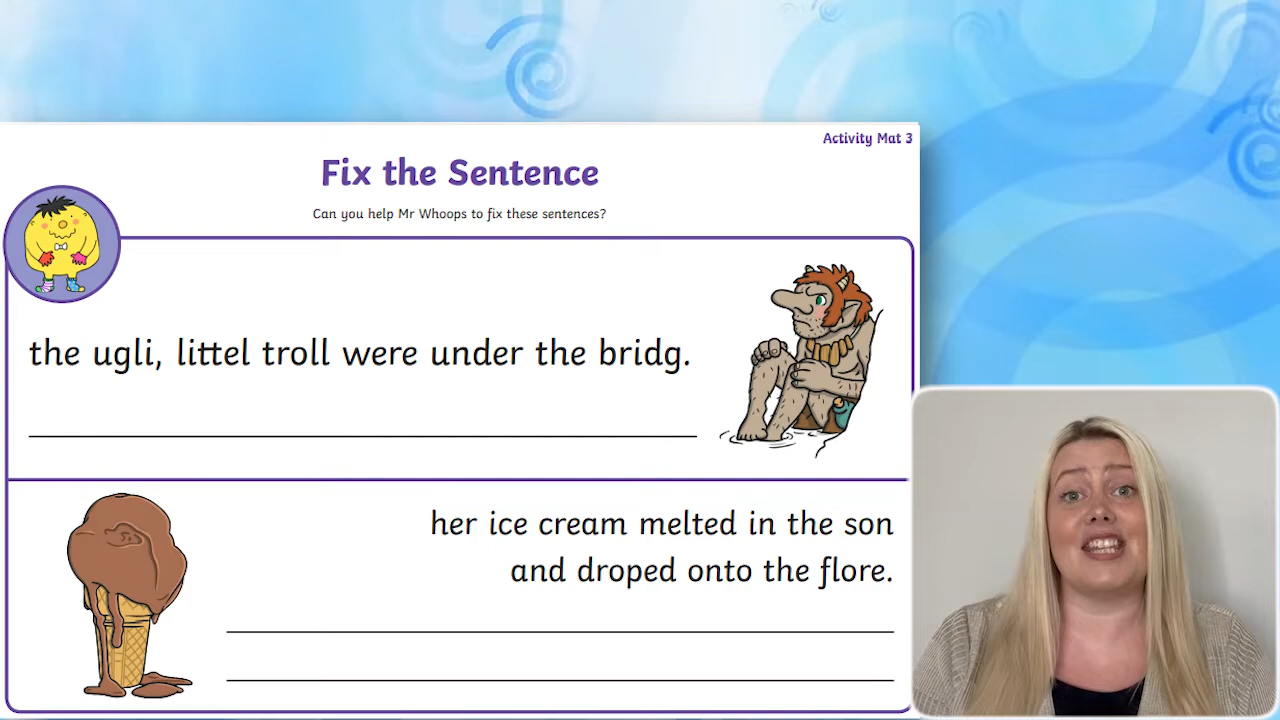 Activity Mat 3
Fix the Sentence
Can you help Mr Whoops to fix these sentences?
the ugli, littel troll were under the bridg.
her ice cream melted in the son
and droped onto the flore.